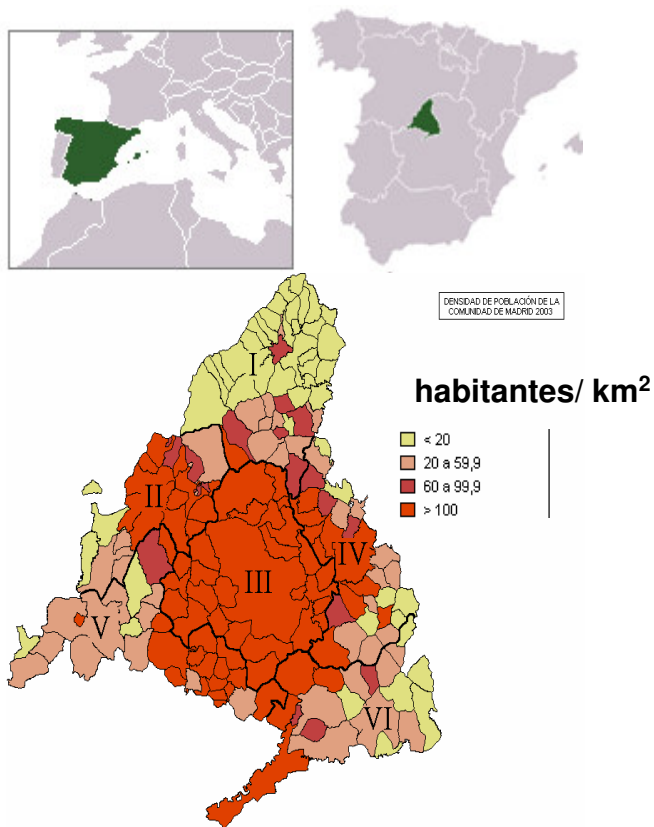 DENSIDAD DE POBLACIÓN DE LA
COMUNIDAD DE MADRID 2003
habitantes/ km²
< 20
20 a 59,9
60 a 99,9
> 100
I
II
III
IV
V
VI